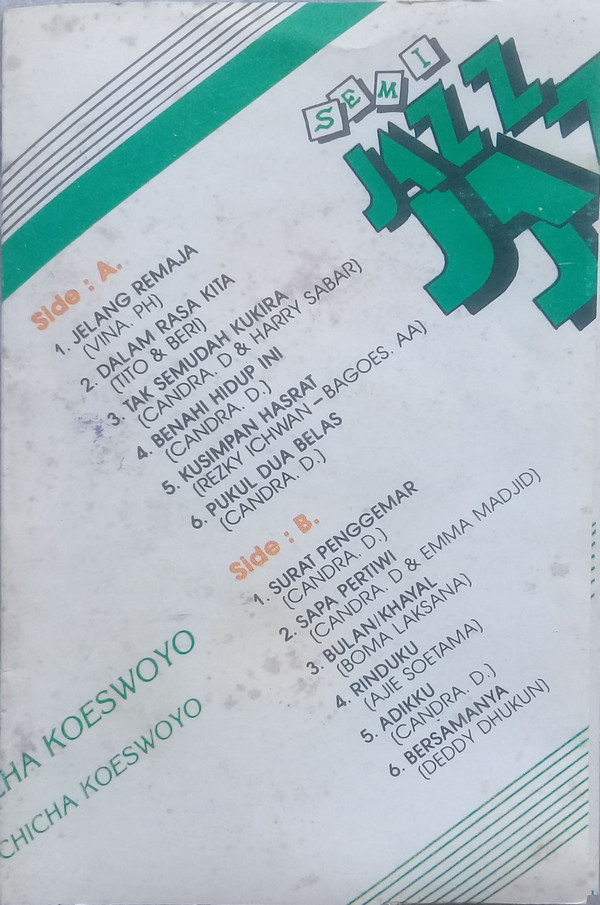 SEMI
JAZZ
Side : A.
1. JELANG REMAJA
(VINA. PH)
2. DALAM RASA KITA
(TITO & BERI)
3. TAK SEMUDAH KUKIRA
(CANDRA. D & HARRY SABAR)
4. BENAHI HIDUP INI
(CANDRA. D.)
5. KUSIMPAN HASRAT
(REZKY ICHWAN - BAGOES. AA)
6. PUKUL DUA BELAS
(CANDRA. D.)
Side : B.
1. SURAT PENGGEMAR
(CANDRA. D.)
2. SAPA PERTIWI
(CANDRA. D & EMMA MADJID)
3. BULAN/KHAYAL
(BOMA LAKSANA)
4. RINDUKU
(AJIE SOETAMA)
5. ADIKKU
(CANDRA. D.)
6. BERSAMANYA
(DEDDY DHUKUN)
CHA KOESWOYO
CHICHA KOESWOYO